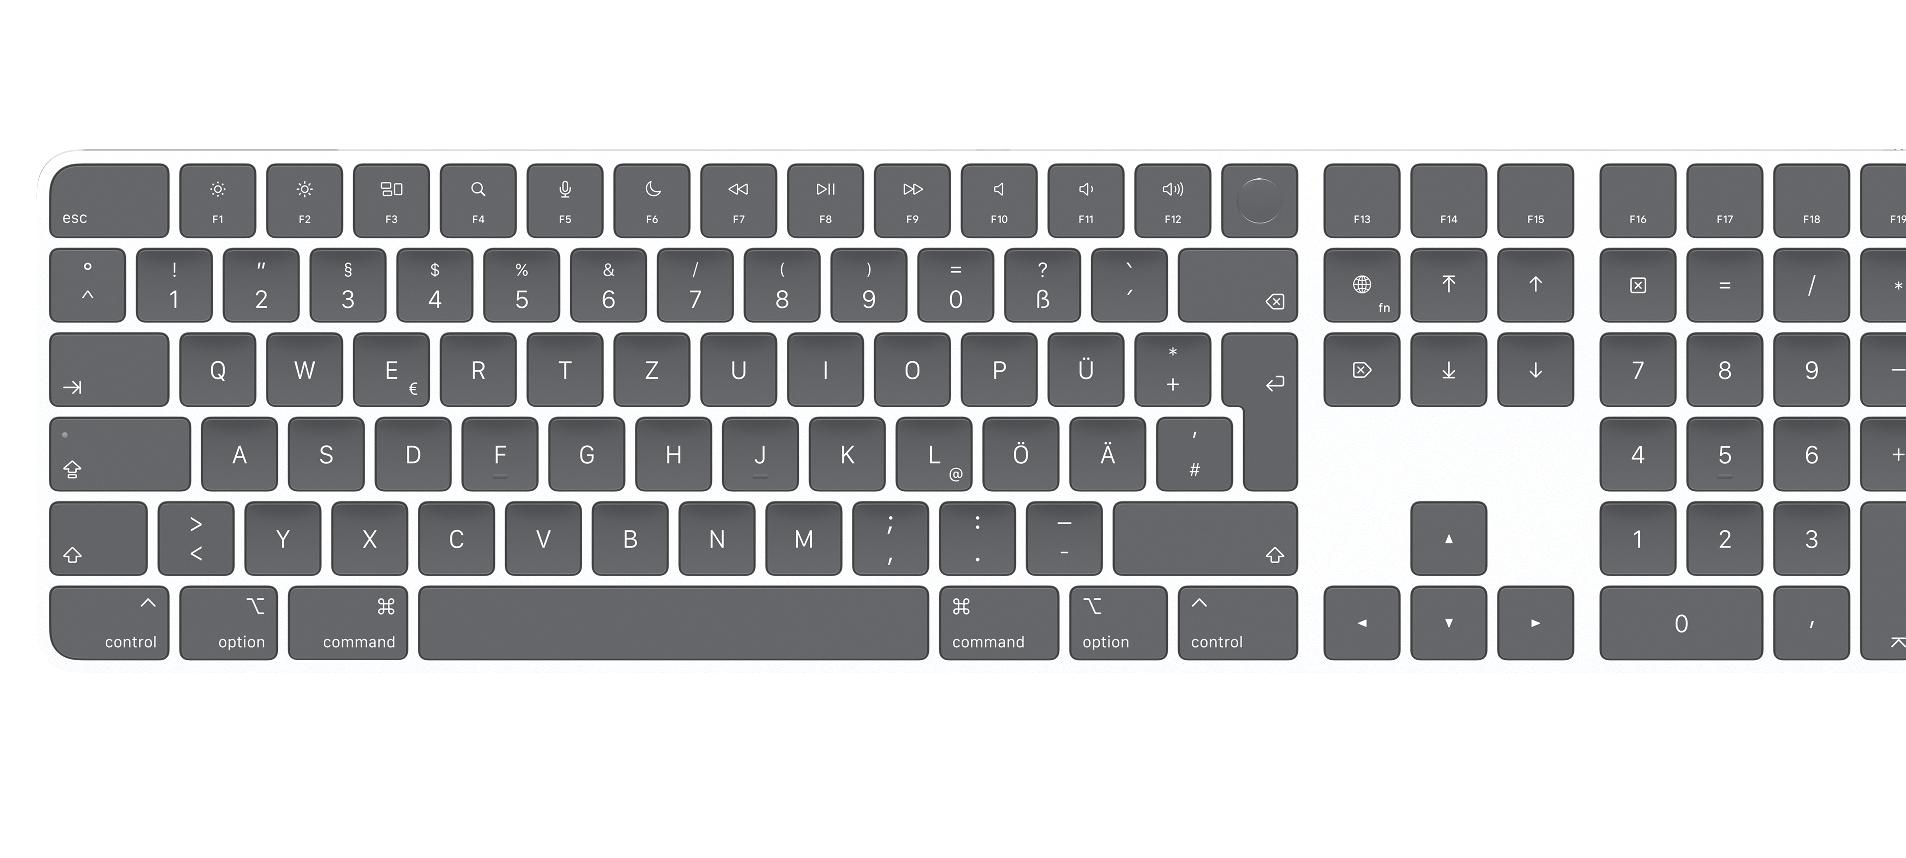 esc F1 F2 F3 F4 F5 F6 F7 F8 F9 F10 F11 F12 F13 F14 F15 F16 F17 F18 F19
° ! " § $ % & / ( ) = ? `
^ 1 2 3 4 5 6 7 8 9 0 ß ´ fn = / *
Q W E € R T Z U I O P Ü * + 7 8 9 −
A S D F G H J K L @ Ö Ä ' # 4 5 6 +
> < Y X C V B N M ; , : . — - 1 2 3
control option command command option control 0 ,